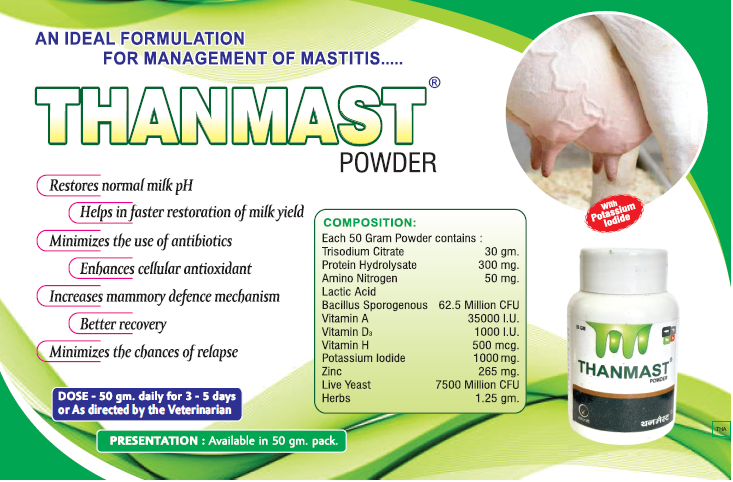 AN IDEAL FORMULATION
FOR MANAGEMENT OF MASTITIS.....
THANMAST®
POWDER
Restores normal milk pH
Helps in faster restoration of milk yield
Minimizes the use of antibiotics
Enhances cellular antioxidant
Increases mammory defence mechanism
Better recovery
Minimizes the chances of relapse
DOSE - 50 gm. daily for 3 - 5 days
or As directed by the Veterinarian
PRESENTATION : Available in 50 gm. pack.
COMPOSITION:
Each 50 Gram Powder contains :
Trisodium Citrate 30 gm.
Protein Hydrolysate 300 mg.
Amino Nitrogen 50 mg.
Lactic Acid
Bacillus Sporogenous 62.5 Million CFU
Vitamin A 35000 I.U.
Vitamin D₃ 1000 I.U.
Vitamin H 500 mcg.
Potassium Iodide 1000 mg.
Zinc 265 mg.
Live Yeast 7500 Million CFU
Herbs 1.25 gm.
With
Potassium
Iodide
THANMAST®
POWDER
थनमैस्ट
THA